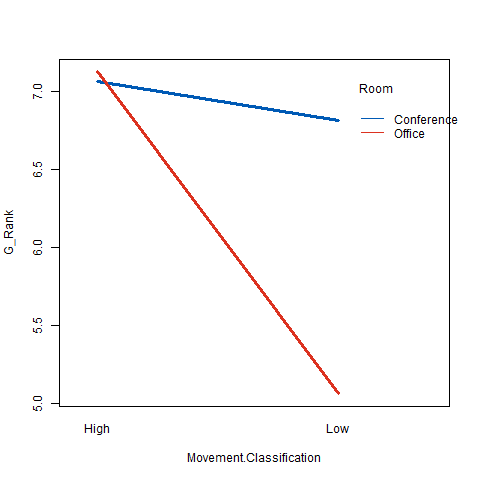 Room
Conference
Office
7.0
6.5
6.0
5.5
5.0
G_Rank
High
Low
Movement.Classification